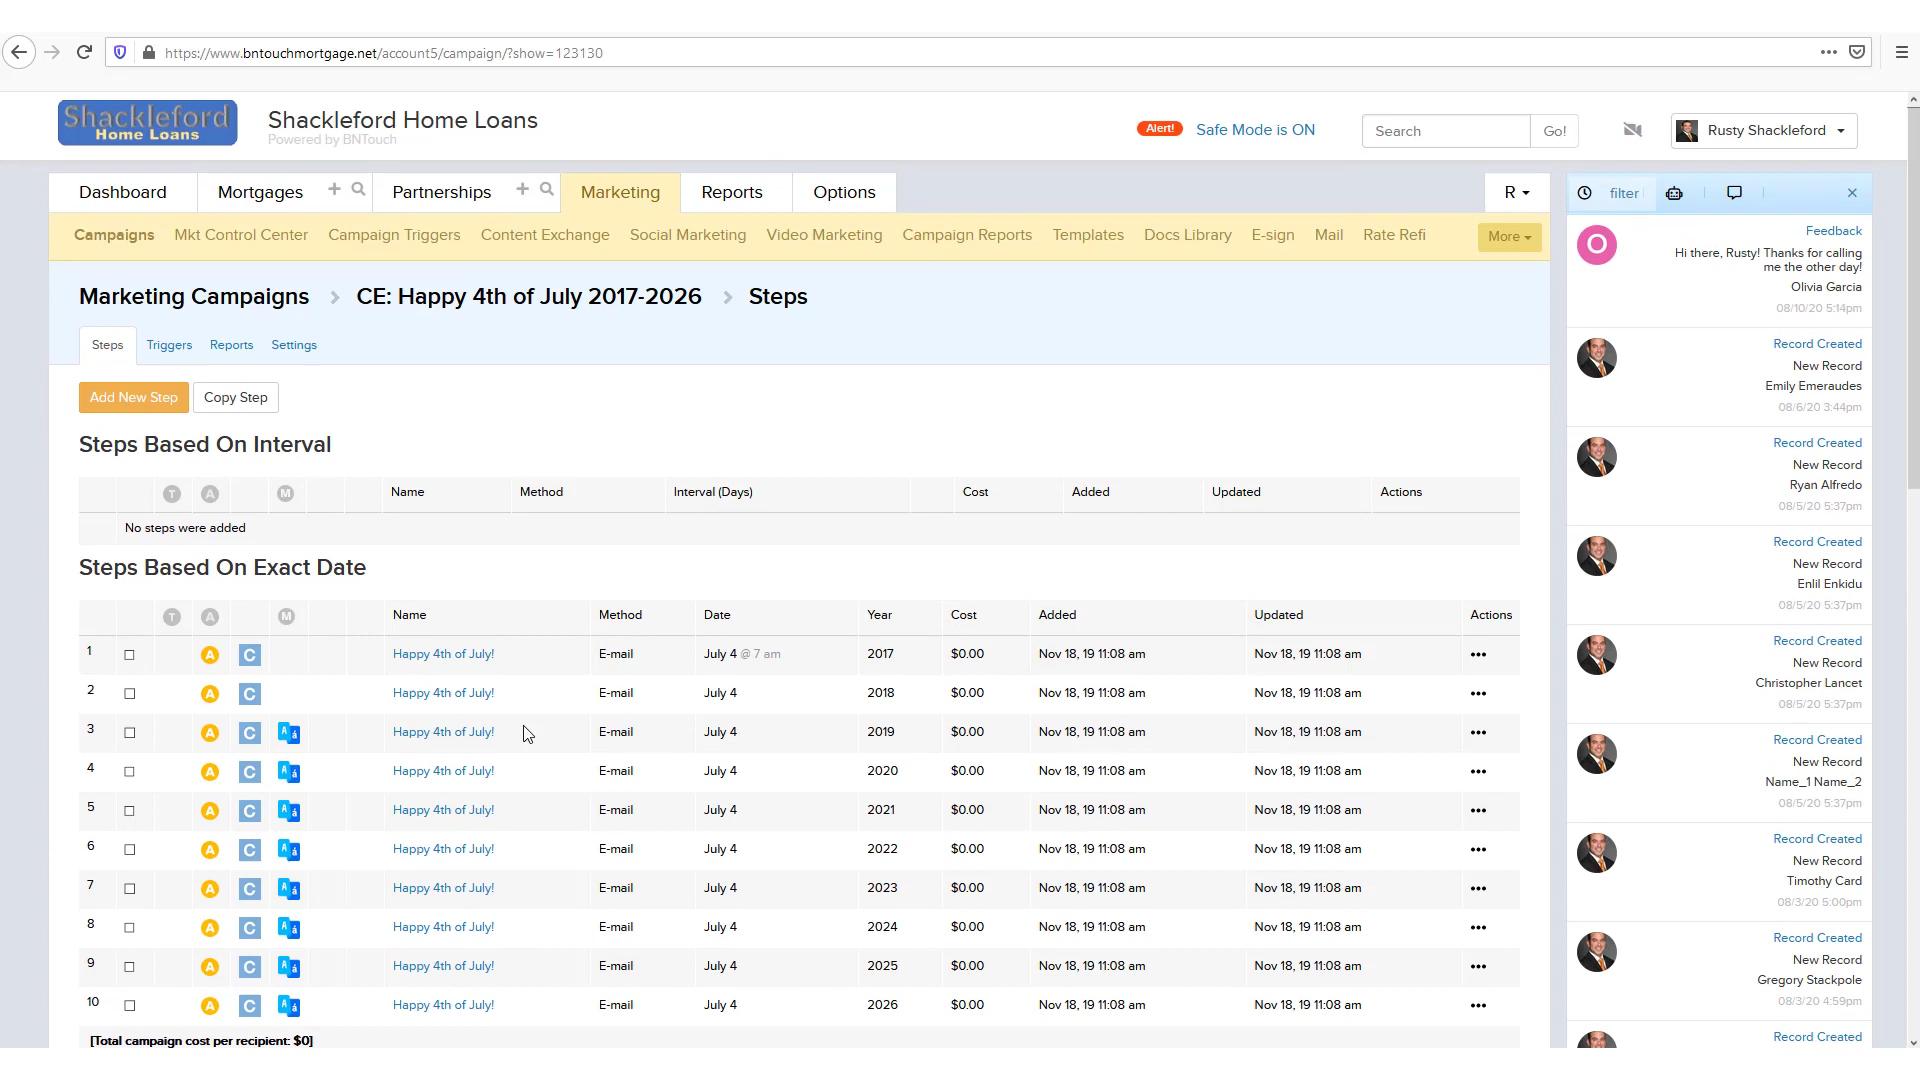 https://www.bntouchmortgage.net/account5/campaign/?show=123130
Shackleford
Home Loans
Shackleford Home Loans
Powered by BNTouch
Alert! Safe Mode is ON
Search Go!
Rusty Shackleford
Dashboard Mortgages Partnerships Marketing Reports Options R
Campaigns Mkt Control Center Campaign Triggers Content Exchange Social Marketing Video Marketing Campaign Reports Templates Docs Library E-sign Mail Rate Refi More
Marketing Campaigns > CE: Happy 4th of July 2017-2026 > Steps
Steps Triggers Reports Settings
Add New Step Copy Step
Steps Based On Interval
T A M Name Method Interval (Days) Cost Added Updated Actions
No steps were added
Steps Based On Exact Date
T A M Name Method Date Year Cost Added Updated Actions
1 A C Happy 4th of July! E-mail July 4 @ 7 am 2017 $0.00 Nov 18, 19 11:08 am Nov 18, 19 11:08 am
2 A C Happy 4th of July! E-mail July 4 2018 $0.00 Nov 18, 19 11:08 am Nov 18, 19 11:08 am
3 A C Aá Happy 4th of July! E-mail July 4 2019 $0.00 Nov 18, 19 11:08 am Nov 18, 19 11:08 am
4 A C Aá Happy 4th of July! E-mail July 4 2020 $0.00 Nov 18, 19 11:08 am Nov 18, 19 11:08 am
5 A C Aá Happy 4th of July! E-mail July 4 2021 $0.00 Nov 18, 19 11:08 am Nov 18, 19 11:08 am
6 A C Aá Happy 4th of July! E-mail July 4 2022 $0.00 Nov 18, 19 11:08 am Nov 18, 19 11:08 am
7 A C Aá Happy 4th of July! E-mail July 4 2023 $0.00 Nov 18, 19 11:08 am Nov 18, 19 11:08 am
8 A C Aá Happy 4th of July! E-mail July 4 2024 $0.00 Nov 18, 19 11:08 am Nov 18, 19 11:08 am
9 A C Aá Happy 4th of July! E-mail July 4 2025 $0.00 Nov 18, 19 11:08 am Nov 18, 19 11:08 am
10 A C Aá Happy 4th of July! E-mail July 4 2026 $0.00 Nov 18, 19 11:08 am Nov 18, 19 11:08 am
[Total campaign cost per recipient: $0]
filter
O
Feedback
Hi there, Rusty! Thanks for calling
me the other day!
Olivia Garcia
08/10/20 5:14pm
Record Created
New Record
Emily Emeraudes
08/6/20 3:44pm
Record Created
New Record
Ryan Alfredo
08/5/20 5:37pm
Record Created
New Record
Enlil Enkidu
08/5/20 5:37pm
Record Created
New Record
Christopher Lancet
08/5/20 5:37pm
Record Created
New Record
Name_1 Name_2
08/5/20 5:37pm
Record Created
New Record
Timothy Card
08/3/20 5:00pm
Record Created
New Record
Gregory Stackpole
08/3/20 4:59pm
Record Created